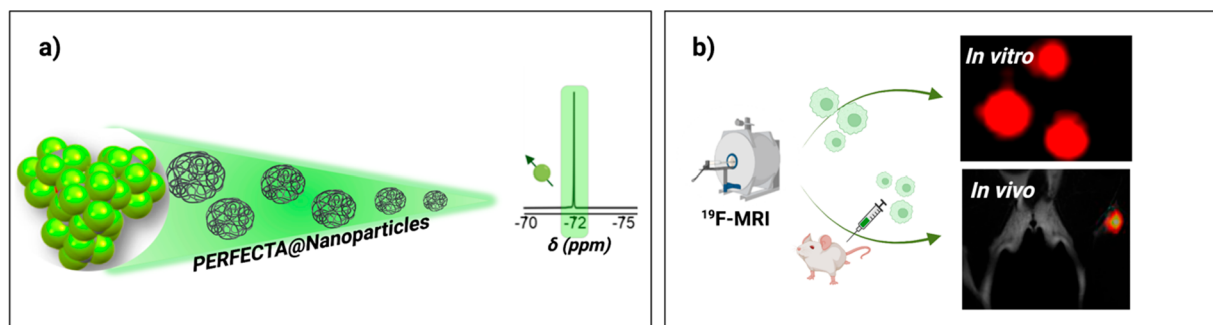 a)
PERFECTA@Nanoparticles
-70 -72 -75
δ (ppm)
b)
¹⁹F-MRI
In vitro
In vivo